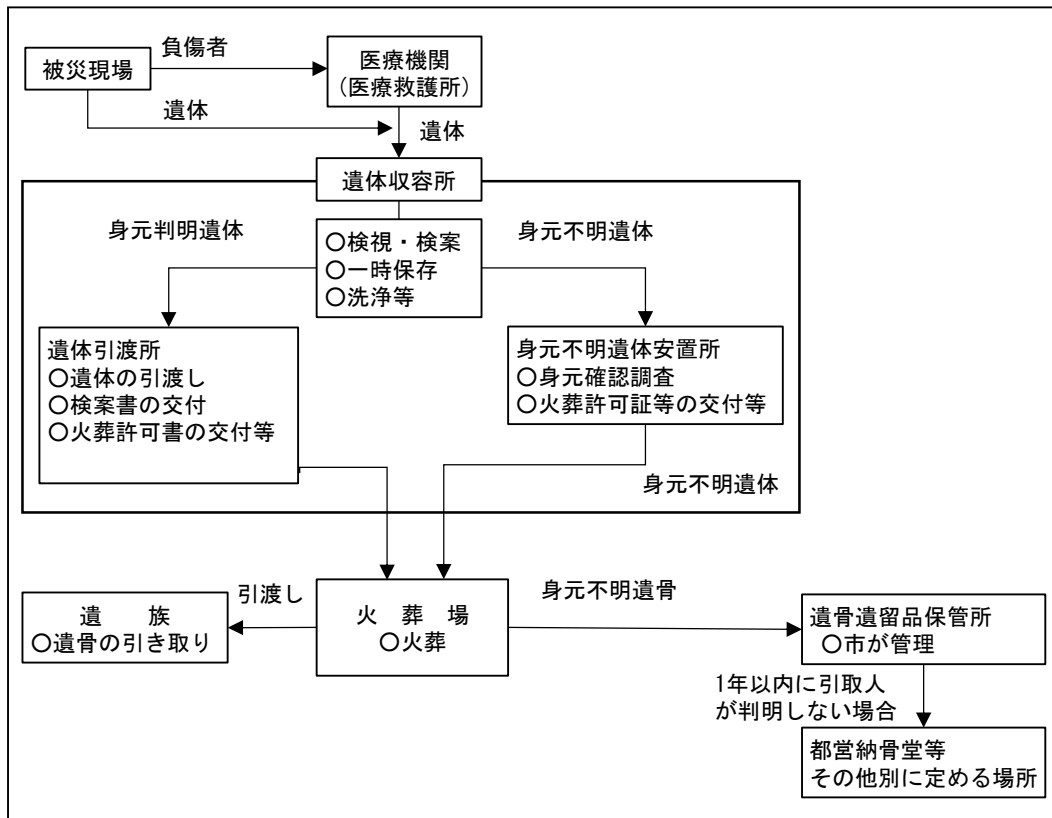 負傷者
被災現場
医療機関
(医療救護所)
遺体
遺体
遺体収容所
身元判明遺体
身元不明遺体
○検視・検案
○一時保存
○洗浄等
遺体引渡所
○遺体の引渡し
○検案書の交付
○火葬許可書の交付等
身元不明遺体安置所
○身元確認調査
○火葬許可証等の交付等
身元不明遺体
引渡し
身元不明遺骨
遺　　族
○遺骨の引き取り
火　葬　場
○火葬
遺骨遺留品保管所
○市が管理
1年以内に引取人
が判明しない場合
都営納骨堂等
その他別に定める場所